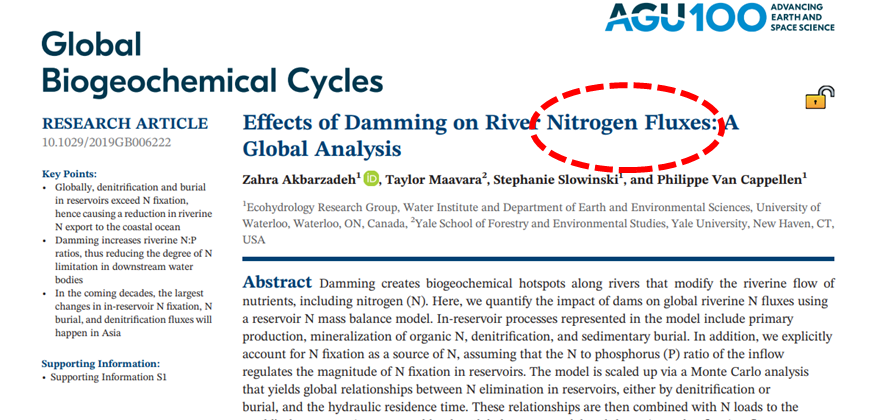 AGU100 ADVANCING
EARTH AND
SPACE SCIENCE
Global
Biogeochemical Cycles
RESEARCH ARTICLE
10.1029/2019GB006222
Key Points:
• Globally, denitrification and burial
in reservoirs exceed N fixation,
hence causing a reduction in riverine
N export to the coastal ocean
• Damming increases riverine N:P
ratios, thus reducing the degree of N
limitation in downstream water
bodies
• In the coming decades, the largest
changes in in-reservoir N fixation, N
burial, and denitrification fluxes will
happen in Asia
Supporting Information:
• Supporting Information S1
Effects of Damming on River Nitrogen Fluxes: A
Global Analysis
Zahra Akbarzadeh1 iD, Taylor Maavara2, Stephanie Slowinski1, and Philippe Van Cappellen1
1Ecohydrology Research Group, Water Institute and Department of Earth and Environmental Sciences, University of
Waterloo, Waterloo, ON, Canada, 2Yale School of Forestry and Environmental Studies, Yale University, New Haven, CT,
USA
Abstract Damming creates biogeochemical hotspots along rivers that modify the riverine flow of
nutrients, including nitrogen (N). Here, we quantify the impact of dams on global riverine N fluxes using
a reservoir N mass balance model. In-reservoir processes represented in the model include primary
production, mineralization of organic N, denitrification, and sedimentary burial. In addition, we explicitly
account for N fixation as a source of N, assuming that the N to phosphorus (P) ratio of the inflow
regulates the magnitude of N fixation in reservoirs. The model is scaled up via a Monte Carlo analysis
that yields global relationships between N elimination in reservoirs, either by denitrification or
burial, and the hydraulic residence time. These relationships are then combined with N loads to the